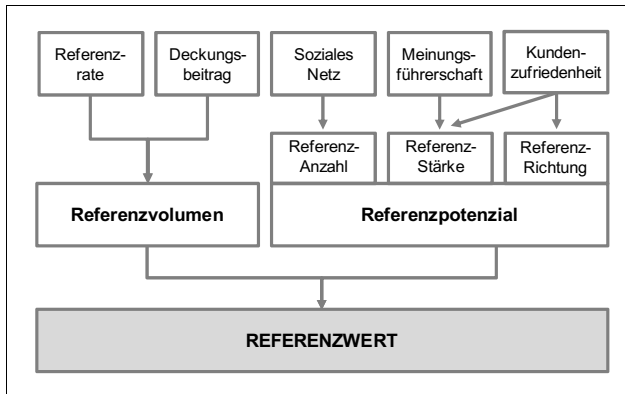 Referenz-
rate
Deckungs-
beitrag
Soziales
Netz
Meinungs-
führerschaft
Kunden-
zufriedenheit
Referenz-
Anzahl
Referenz-
Stärke
Referenz-
Richtung
Referenzvolumen
Referenzpotenzial
REFERENZWERT